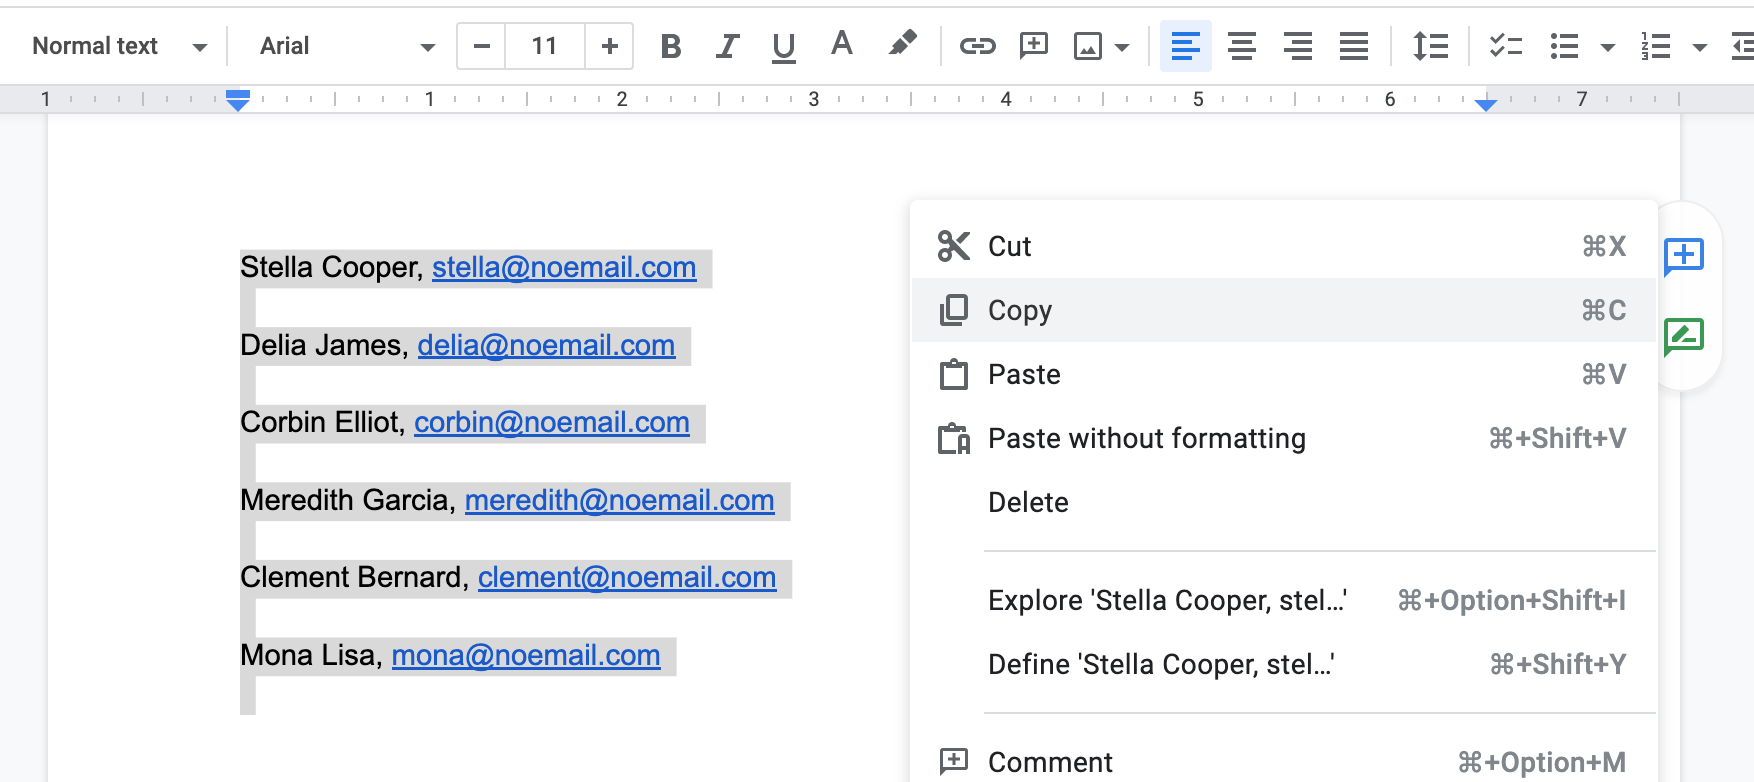 Normal text Arial − 11 + B I U A
1 1 2 3 4 5 6 7
Stella Cooper, stella@noemail.com
Delia James, delia@noemail.com
Corbin Elliot, corbin@noemail.com
Meredith Garcia, meredith@noemail.com
Clement Bernard, clement@noemail.com
Mona Lisa, mona@noemail.com
Cut ⌘X
Copy ⌘C
Paste ⌘V
Paste without formatting ⌘+Shift+V
Delete
Explore 'Stella Cooper, stel…' ⌘+Option+Shift+I
Define 'Stella Cooper, stel…' ⌘+Shift+Y
Comment ⌘+Option+M